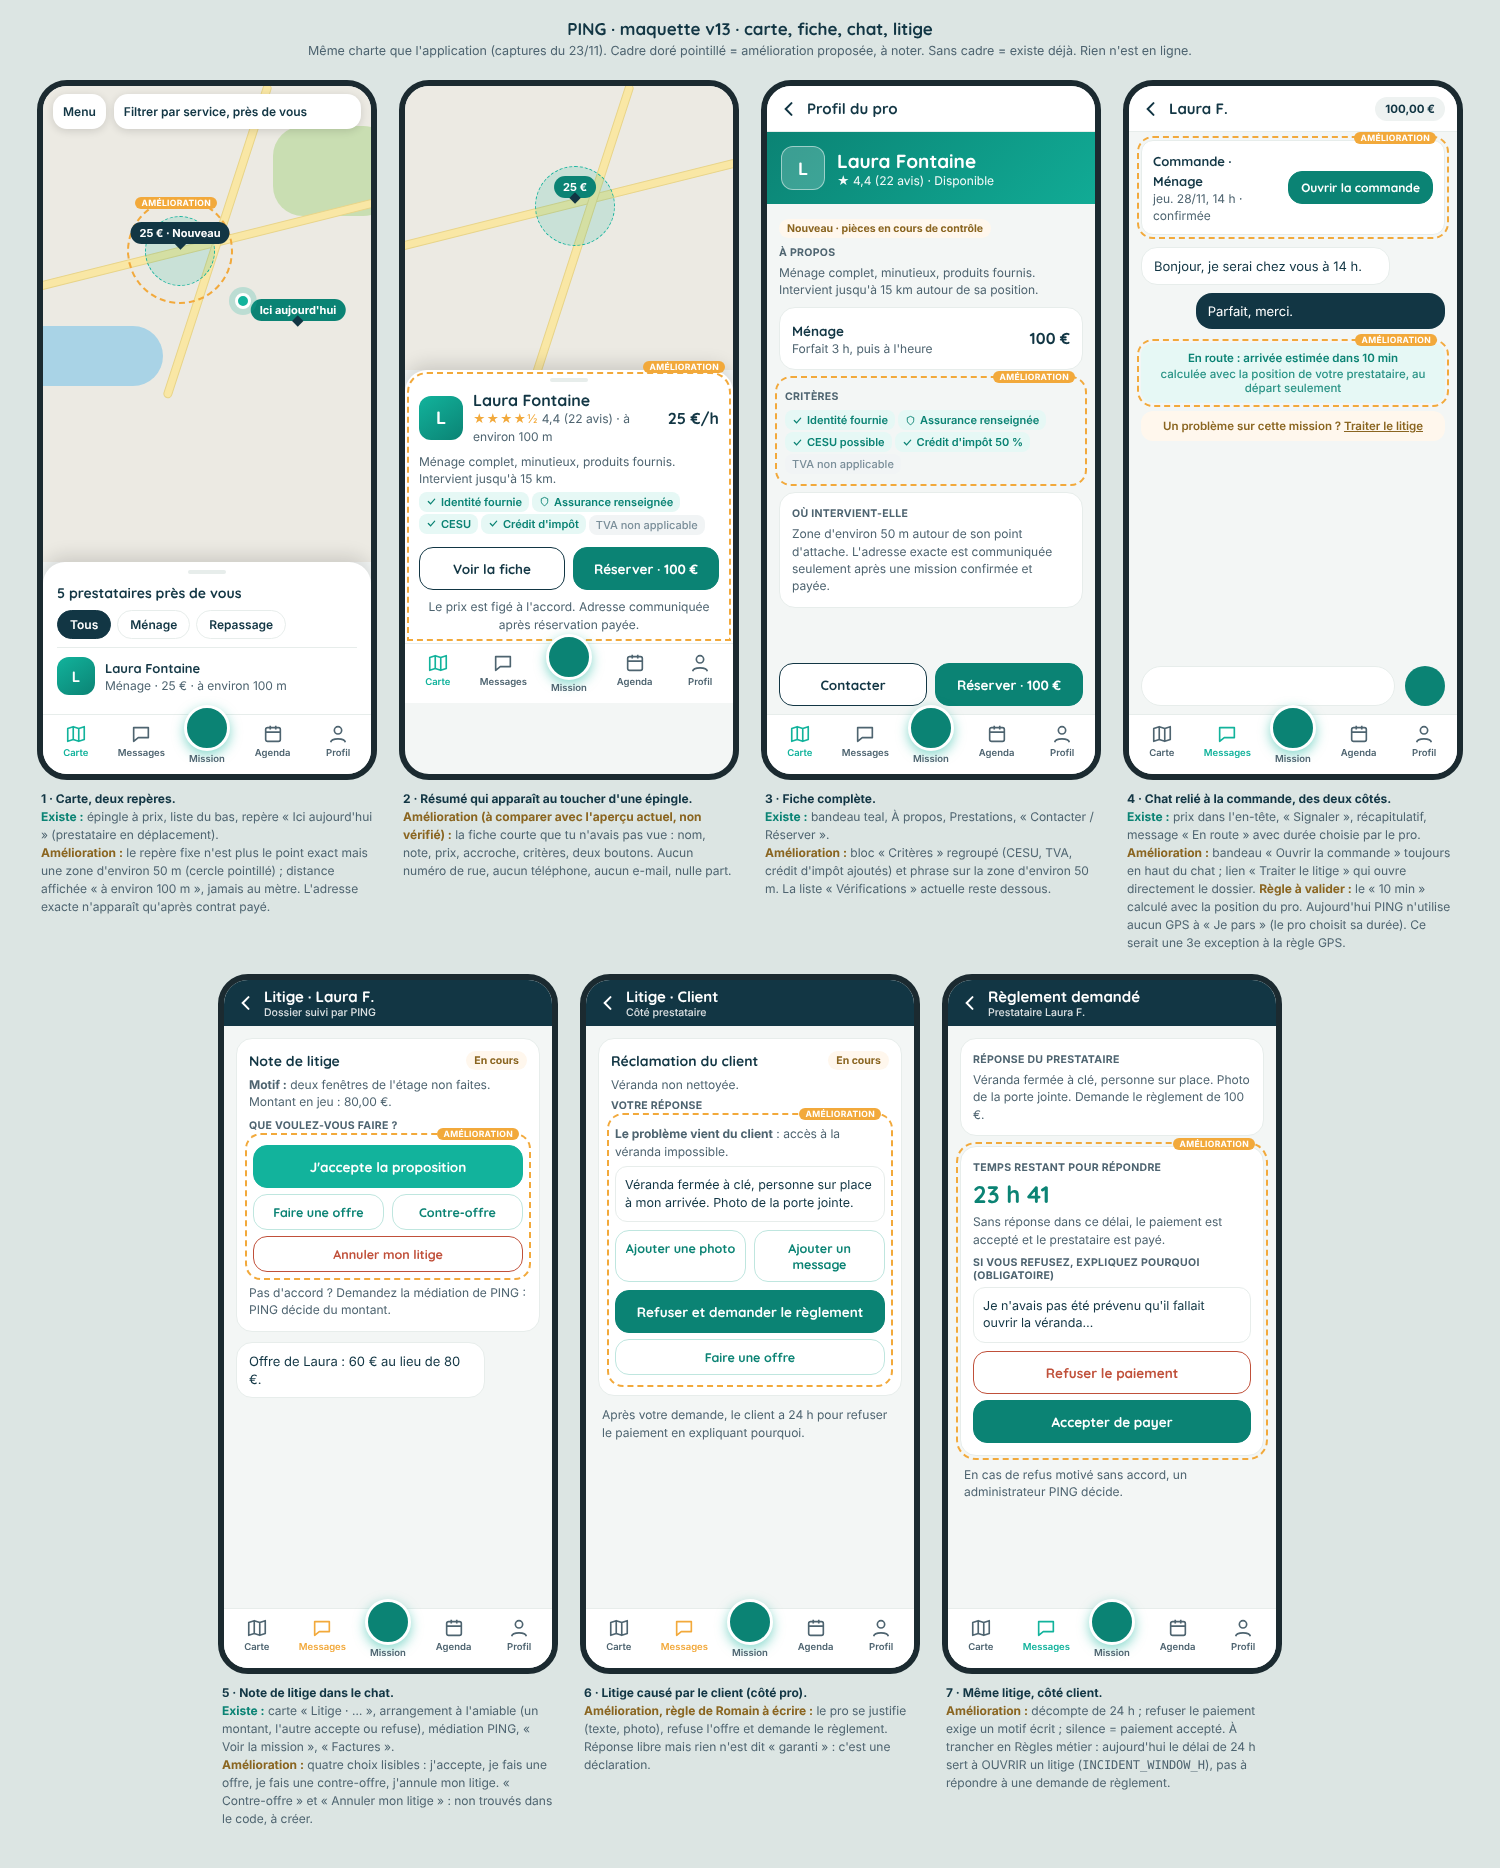 PING · maquette v13 · carte, fiche, chat, litige
Même charte que l'application (captures du 23/11). Cadre doré pointillé = amélioration proposée, à noter. Sans cadre = existe déjà. Rien n'est en ligne.
Menu
Filtrer par service, près de vous
AMÉLIORATION
25 € · Nouveau
Ici aujourd'hui
5 prestataires près de vous
Tous
Ménage
Repassage
L
Laura Fontaine
Ménage · 25 € · à environ 100 m
Carte
Messages
Mission
Agenda
Profil
1 · Carte, deux repères.
Existe : épingle à prix, liste du bas, repère « Ici aujourd'hui
» (prestataire en déplacement).
Amélioration : le repère fixe n'est plus le point exact mais
une zone d'environ 50 m (cercle pointillé) ; distance
affichée « à environ 100 m », jamais au mètre. L'adresse
exacte n'apparaît qu'après contrat payé.
25 €
AMÉLIORATION
L
Laura Fontaine
★★★★½ 4,4 (22 avis) · à
environ 100 m
25 €/h
Ménage complet, minutieux, produits fournis.
Intervient jusqu'à 15 km.
Identité fournie
Assurance renseignée
CESU
Crédit d'impôt
TVA non applicable
Voir la fiche
Réserver · 100 €
Le prix est figé à l'accord. Adresse communiquée
après réservation payée.
Carte
Messages
Mission
Agenda
Profil
2 · Résumé qui apparaît au toucher d'une épingle.
Amélioration (à comparer avec l'aperçu actuel, non
vérifié) : la fiche courte que tu n'avais pas vue : nom,
note, prix, accroche, critères, deux boutons. Aucun
numéro de rue, aucun téléphone, aucun e-mail, nulle part.
Profil du pro
L
Laura Fontaine
★ 4,4 (22 avis) · Disponible
Nouveau · pièces en cours de contrôle
À PROPOS
Ménage complet, minutieux, produits fournis.
Intervient jusqu'à 15 km autour de sa position.
Ménage
Forfait 3 h, puis à l'heure
100 €
AMÉLIORATION
CRITÈRES
Identité fournie
Assurance renseignée
CESU possible
Crédit d'impôt 50 %
TVA non applicable
OÙ INTERVIENT-ELLE
Zone d'environ 50 m autour de son point
d'attache. L'adresse exacte est communiquée
seulement après une mission confirmée et
payée.
Contacter
Réserver · 100 €
Carte
Messages
Mission
Agenda
Profil
3 · Fiche complète.
Existe : bandeau teal, À propos, Prestations, « Contacter /
Réserver ».
Amélioration : bloc « Critères » regroupé (CESU, TVA,
crédit d'impôt ajoutés) et phrase sur la zone d'environ 50
m. La liste « Vérifications » actuelle reste dessous.
Laura F.
100,00 €
AMÉLIORATION
Commande ·
Ménage
jeu. 28/11, 14 h ·
confirmée
Ouvrir la commande
Bonjour, je serai chez vous à 14 h.
Parfait, merci.
AMÉLIORATION
En route : arrivée estimée dans 10 min
calculée avec la position de votre prestataire, au
départ seulement
Un problème sur cette mission ? Traiter le litige
Carte
Messages
Mission
Agenda
Profil
4 · Chat relié à la commande, des deux côtés.
Existe : prix dans l'en-tête, « Signaler », récapitulatif,
message « En route » avec durée choisie par le pro.
Amélioration : bandeau « Ouvrir la commande » toujours
en haut du chat ; lien « Traiter le litige » qui ouvre
directement le dossier. Règle à valider : le « 10 min »
calculé avec la position du pro. Aujourd'hui PING n'utilise
aucun GPS à « Je pars » (le pro choisit sa durée). Ce
serait une 3e exception à la règle GPS.
Litige · Laura F.
Dossier suivi par PING
Note de litige
En cours
Motif : deux fenêtres de l'étage non faites.
Montant en jeu : 80,00 €.
QUE VOULEZ-VOUS FAIRE ?
AMÉLIORATION
J'accepte la proposition
Faire une offre
Contre-offre
Annuler mon litige
Pas d'accord ? Demandez la médiation de PING :
PING décide du montant.
Offre de Laura : 60 € au lieu de 80
€.
Carte
Messages
Mission
Agenda
Profil
5 · Note de litige dans le chat.
Existe : carte « Litige · … », arrangement à l'amiable (un
montant, l'autre accepte ou refuse), médiation PING, «
Voir la mission », « Factures ».
Amélioration : quatre choix lisibles : j'accepte, je fais une
offre, je fais une contre-offre, j'annule mon litige. «
Contre-offre » et « Annuler mon litige » : non trouvés dans
le code, à créer.
Litige · Client
Côté prestataire
Réclamation du client
En cours
Véranda non nettoyée.
VOTRE RÉPONSE
AMÉLIORATION
Le problème vient du client : accès à la
véranda impossible.
Véranda fermée à clé, personne sur place
à mon arrivée. Photo de la porte jointe.
Ajouter une photo
Ajouter un
message
Refuser et demander le règlement
Faire une offre
Après votre demande, le client a 24 h pour refuser
le paiement en expliquant pourquoi.
Carte
Messages
Mission
Agenda
Profil
6 · Litige causé par le client (côté pro).
Amélioration, règle de Romain à écrire : le pro se justifie
(texte, photo), refuse l'offre et demande le règlement.
Réponse libre mais rien n'est dit « garanti » : c'est une
déclaration.
Règlement demandé
Prestataire Laura F.
RÉPONSE DU PRESTATAIRE
Véranda fermée à clé, personne sur place. Photo
de la porte jointe. Demande le règlement de 100
€.
AMÉLIORATION
TEMPS RESTANT POUR RÉPONDRE
23 h 41
Sans réponse dans ce délai, le paiement est
accepté et le prestataire est payé.
SI VOUS REFUSEZ, EXPLIQUEZ POURQUOI
(OBLIGATOIRE)
Je n'avais pas été prévenu qu'il fallait
ouvrir la véranda…
Refuser le paiement
Accepter de payer
En cas de refus motivé sans accord, un
administrateur PING décide.
Carte
Messages
Mission
Agenda
Profil
7 · Même litige, côté client.
Amélioration : décompte de 24 h ; refuser le paiement
exige un motif écrit ; silence = paiement accepté. À
trancher en Règles métier : aujourd'hui le délai de 24 h
sert à OUVRIR un litige (INCIDENT_WINDOW_H), pas à
répondre à une demande de règlement.